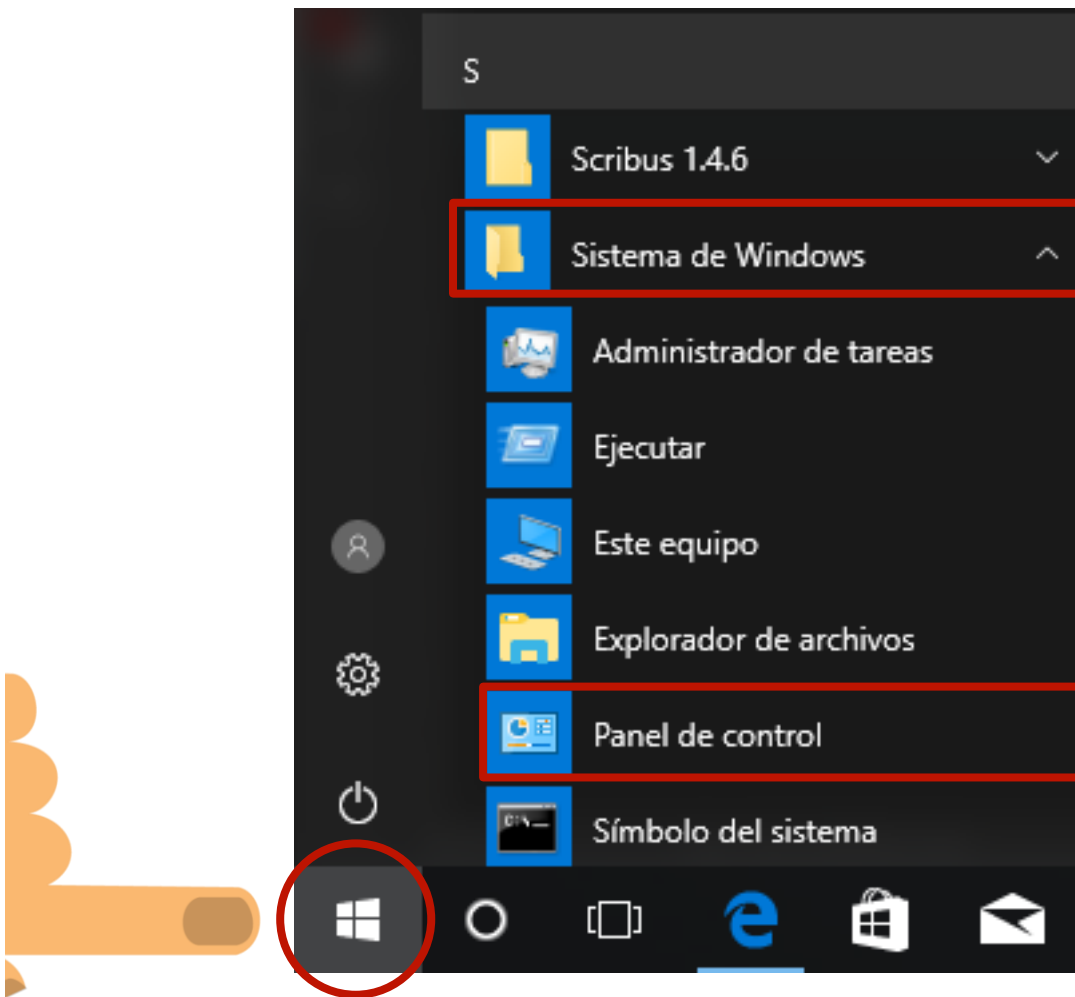 S
Scribus 1.4.6
Sistema de Windows
Administrador de tareas
Ejecutar
Este equipo
Explorador de archivos
Panel de control
Símbolo del sistema